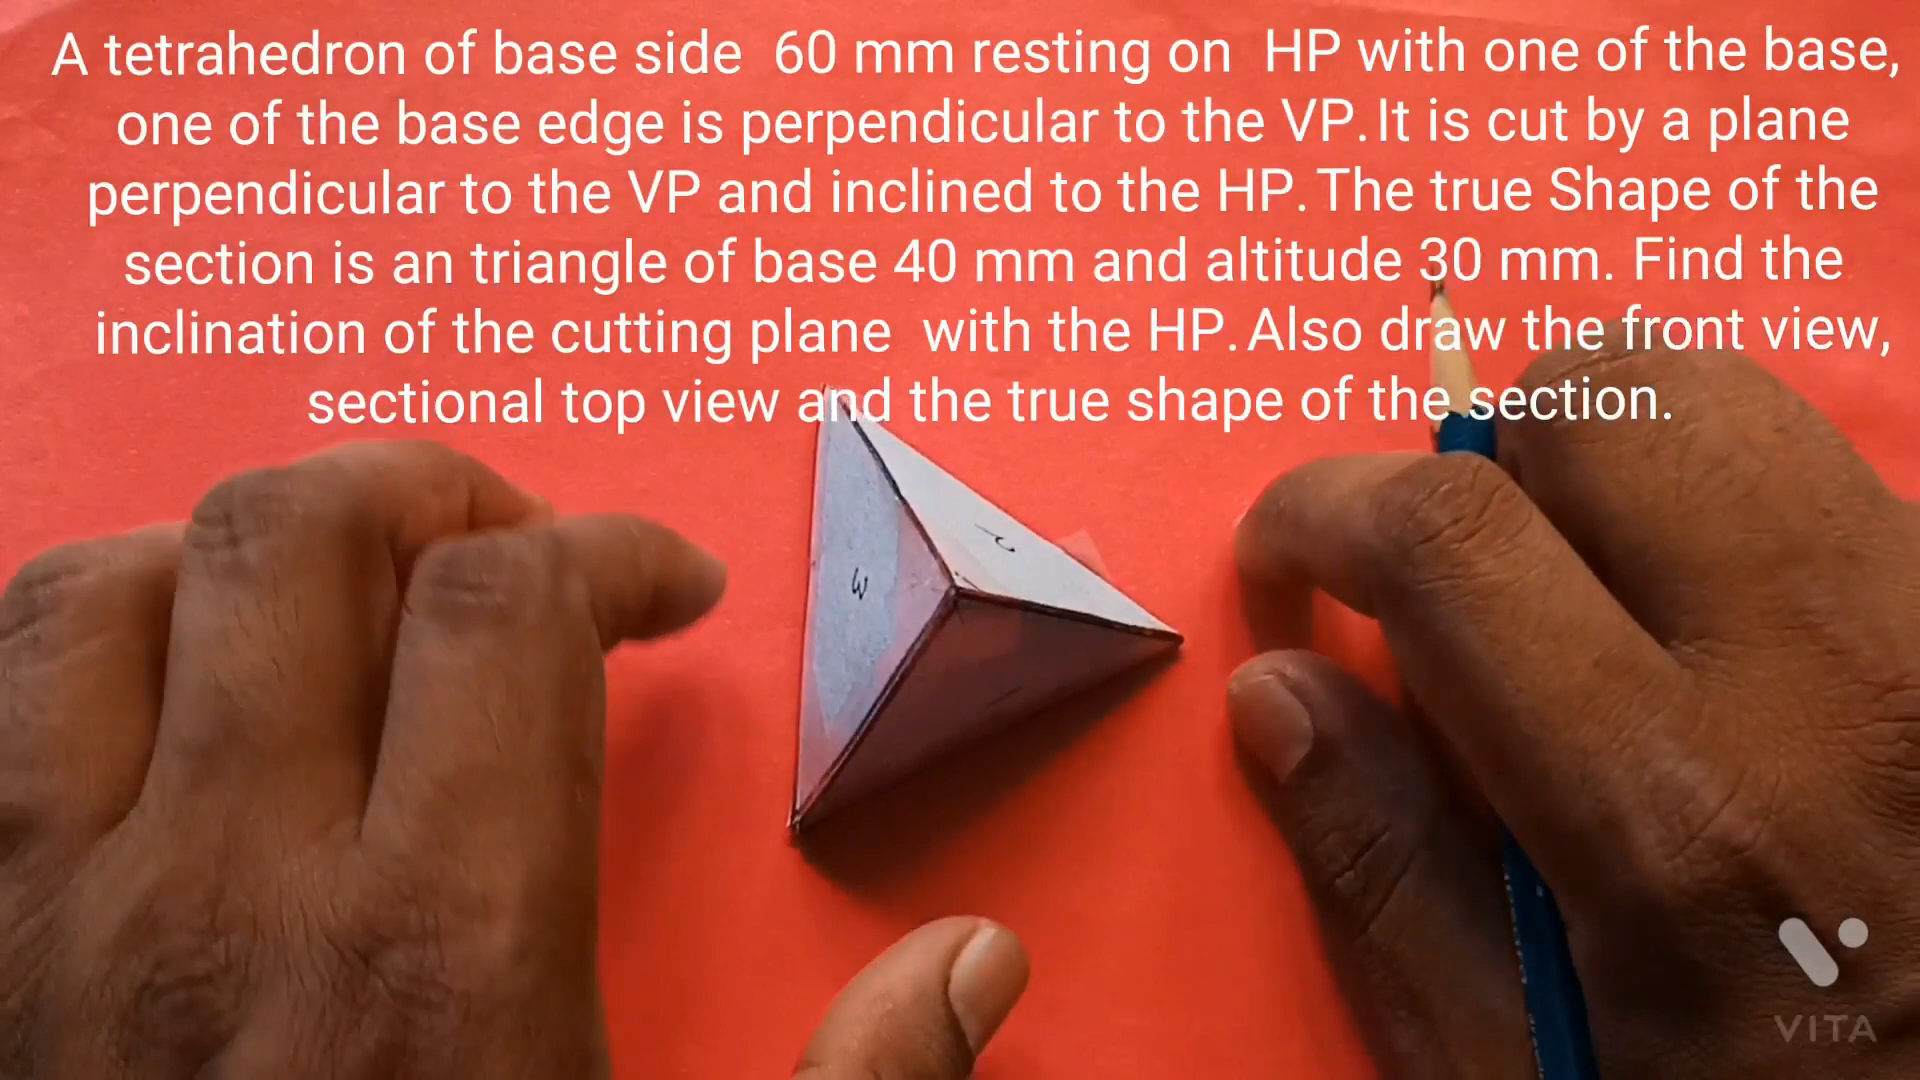 A tetrahedron of base side 60 mm resting on HP with one of the base,
one of the base edge is perpendicular to the VP. It is cut by a plane
perpendicular to the VP and inclined to the HP. The true Shape of the
section is an triangle of base 40 mm and altitude 30 mm. Find the
inclination of the cutting plane with the HP. Also draw the front view,
sectional top view and the true shape of the section.
VITA